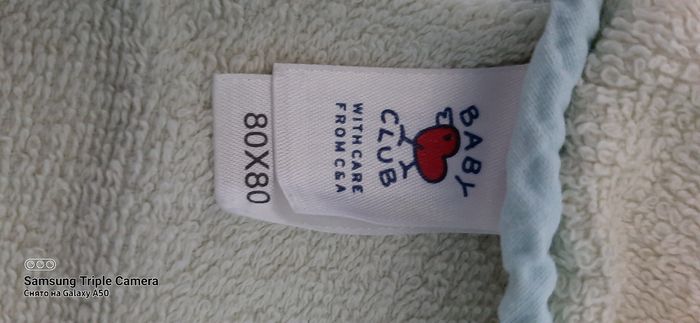 BABY
CLUB
WITH CARE
FROM C&A
80X80
Samsung Triple Camera
Снято на Galaxy A50